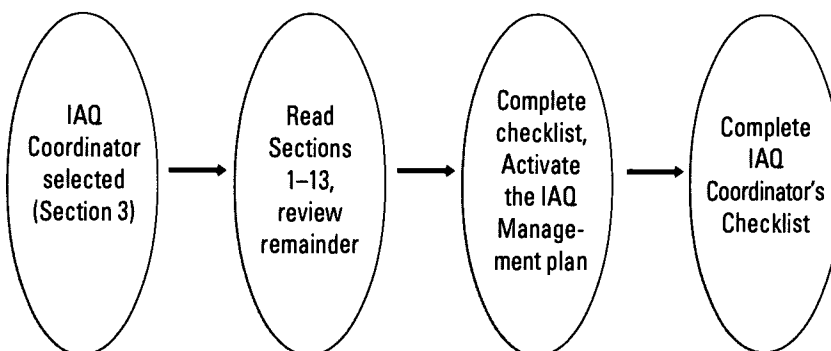 IAQ
Coordinator
selected
(Section 3)
Read
Sections
1–13,
review
remainder
Complete
checklist,
Activate
the IAQ
Manage-
ment plan
Complete
IAQ
Coordinator's
Checklist